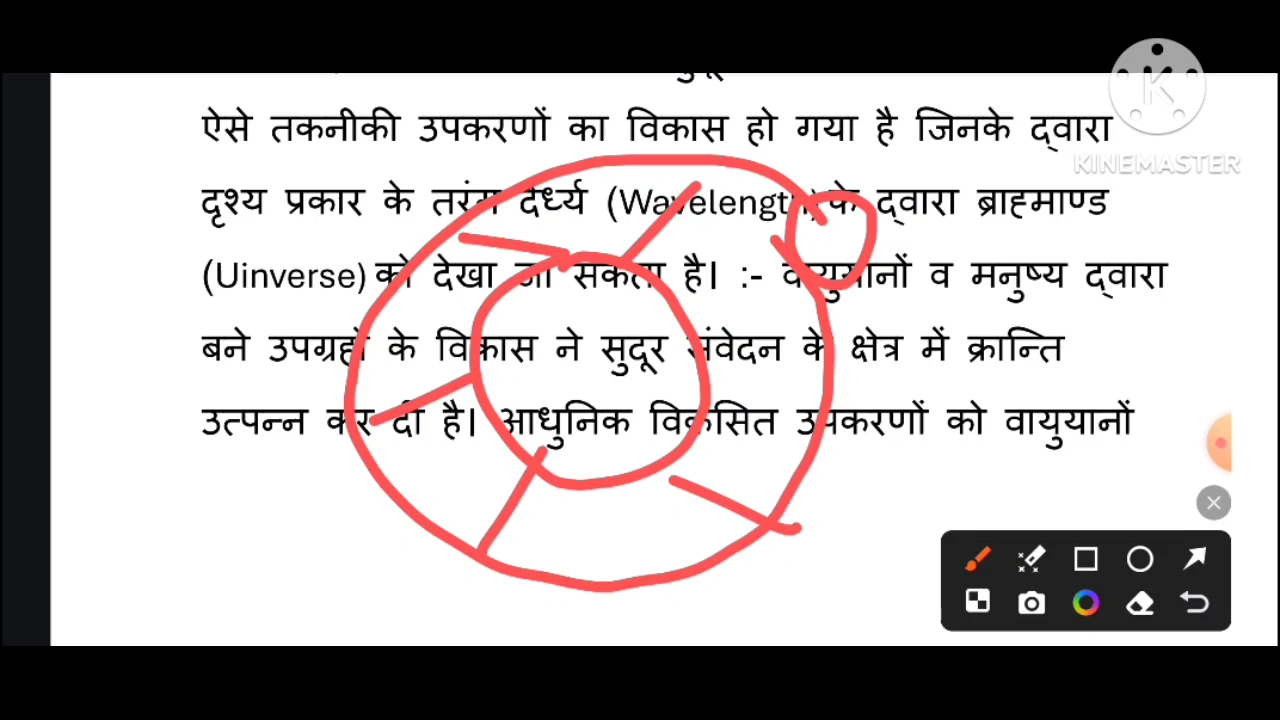 ऐसे तकनीकी उपकरणों का विकास हो गया है जिनके द्वारा
KINEMASTER
दृश्य प्रकार के तरंग दैर्ध्य (Wavelength) के द्वारा ब्राह्माण्ड
(Uinverse) को देखा जा सकता है। :- वायुयानों व मनुष्य द्वारा
बने उपग्रहों के विकास ने सुदूर संवेदन के क्षेत्र में क्रान्ति
उत्पन्न कर दी है। आधुनिक विकसित उपकरणों को वायुयानों